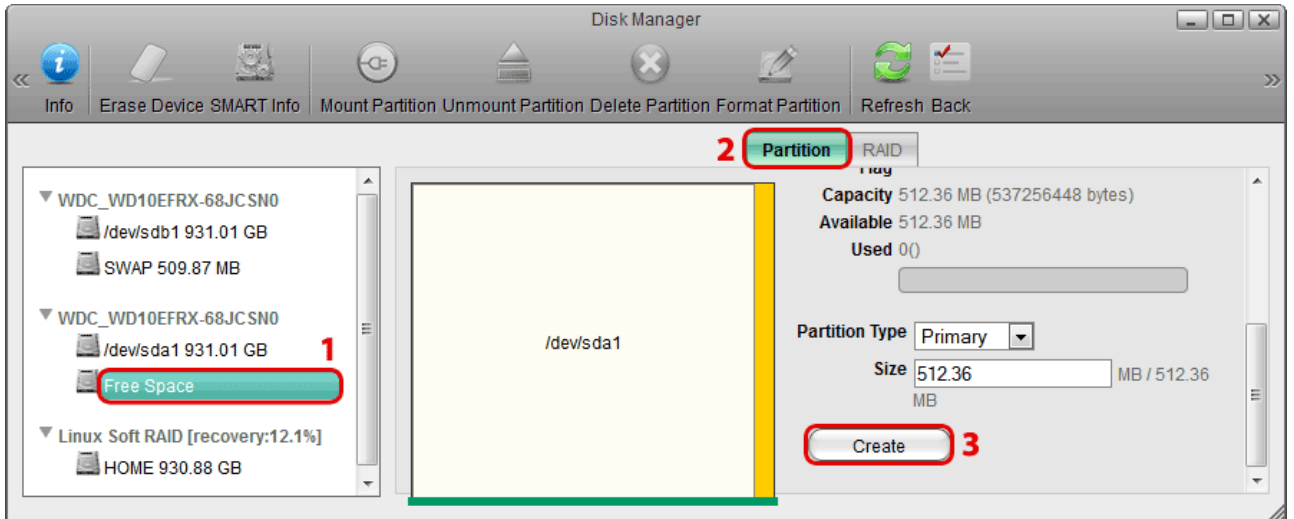 Disk Manager
Info Erase Device SMART Info Mount Partition Unmount Partition Delete Partition Format Partition Refresh Back
2 Partition RAID
WDC_WD10EFRX-68JCSN0
/dev/sdb1 931.01 GB
SWAP 509.87 MB
WDC_WD10EFRX-68JCSN0
/dev/sda1 931.01 GB
1
Free Space
Linux Soft RAID [recovery:12.1%]
HOME 930.88 GB
/dev/sda1
Flag
Capacity 512.36 MB (537256448 bytes)
Available 512.36 MB
Used 0()
Partition Type Primary
Size 512.36 MB / 512.36
MB
Create 3